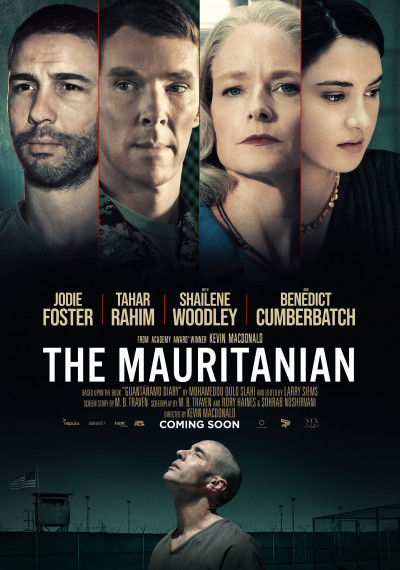 JODIE FOSTER
TAHAR RAHIM
WITH SHAILENE WOODLEY
AND BENEDICT CUMBERBATCH
FROM ACADEMY AWARD® WINNER KEVIN MACDONALD
THE MAURITANIAN
BASED UPON THE BOOK "GUANTÁNAMO DIARY" BY MOHAMEDOU OULD SLAHI AND EDITED BY LARRY SIEMS
SCREEN STORY BY M. B. TRAVEN SCREENPLAY BY M. B. TRAVEN AND RORY HAINES & SOHRAB NOSHIRVANI
DIRECTED BY KEVIN MACDONALD
COMING SOON
STX